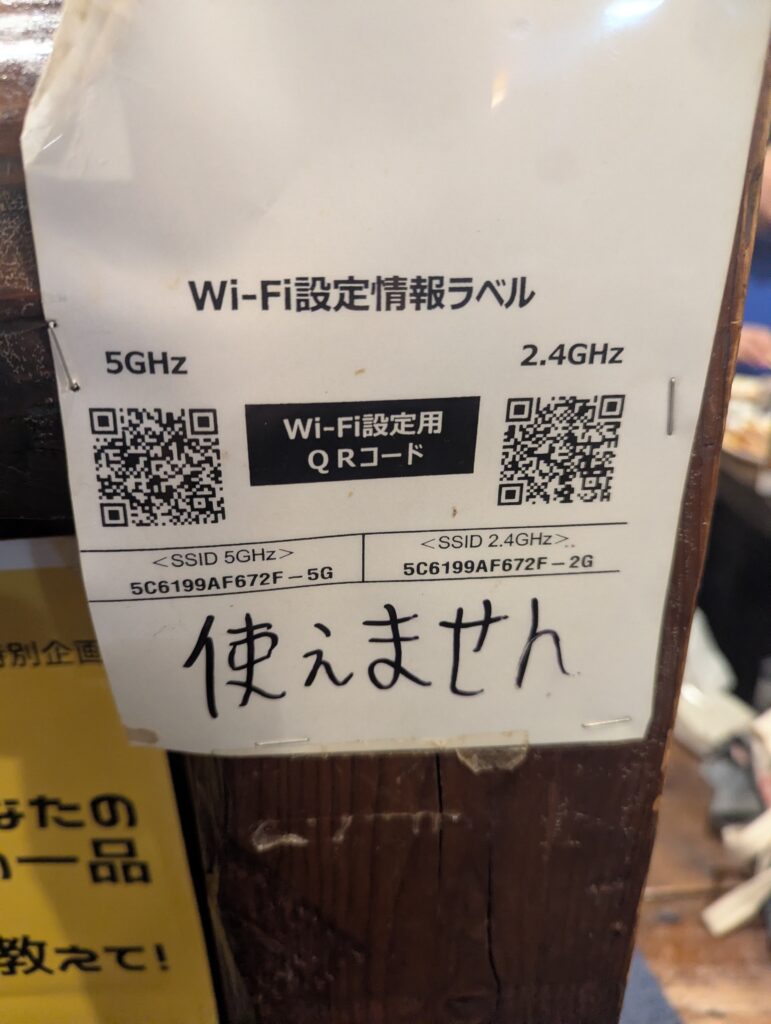 Wi-Fi設定情報ラベル
5GHz
2.4GHz
Wi-Fi設定用
QRコード
<SSID 5GHz>
5C6199AF672F-5G
<SSID 2.4GHz>
5C6199AF672F-2G
使えません
別企画
なたの
一品
教えて!